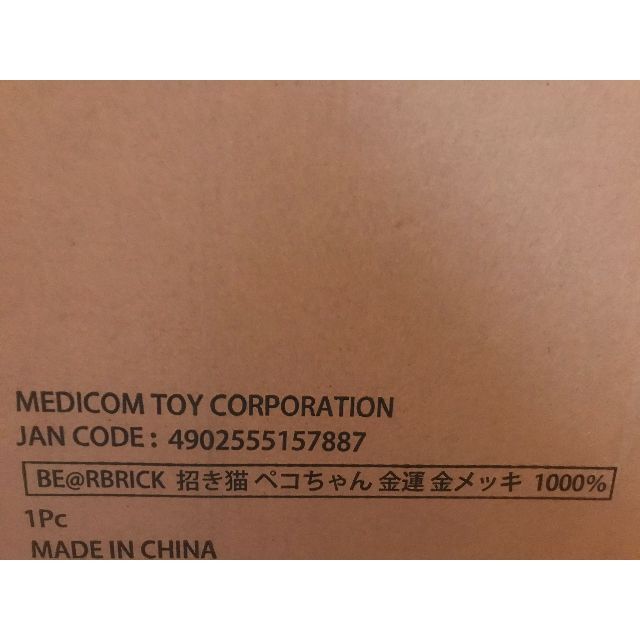 MEDICOM TOY CORPORATION
JAN CODE : 4902555157887
BE@RBRICK 招き猫 ペコちゃん 金運 金メッキ 1000%
1Pc
MADE IN CHINA